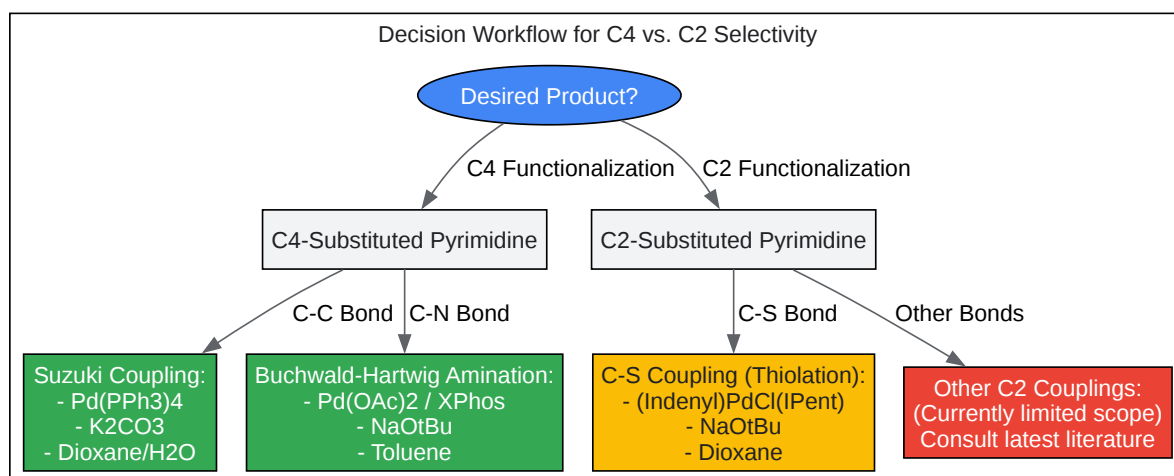 Decision Workflow for C4 vs. C2 Selectivity
Desired Product?
C4 Functionalization
C2 Functionalization
C4-Substituted Pyrimidine
C2-Substituted Pyrimidine
C-C Bond
C-N Bond
C-S Bond
Other Bonds
Suzuki Coupling:
- Pd(PPh3)4
- K2CO3
- Dioxane/H2O
Buchwald-Hartwig Amination:
- Pd(OAc)2 / XPhos
- NaOtBu
- Toluene
C-S Coupling (Thiolation):
- (Indenyl)PdCl(IPent)
- NaOtBu
- Dioxane
Other C2 Couplings:
(Currently limited scope)
Consult latest literature